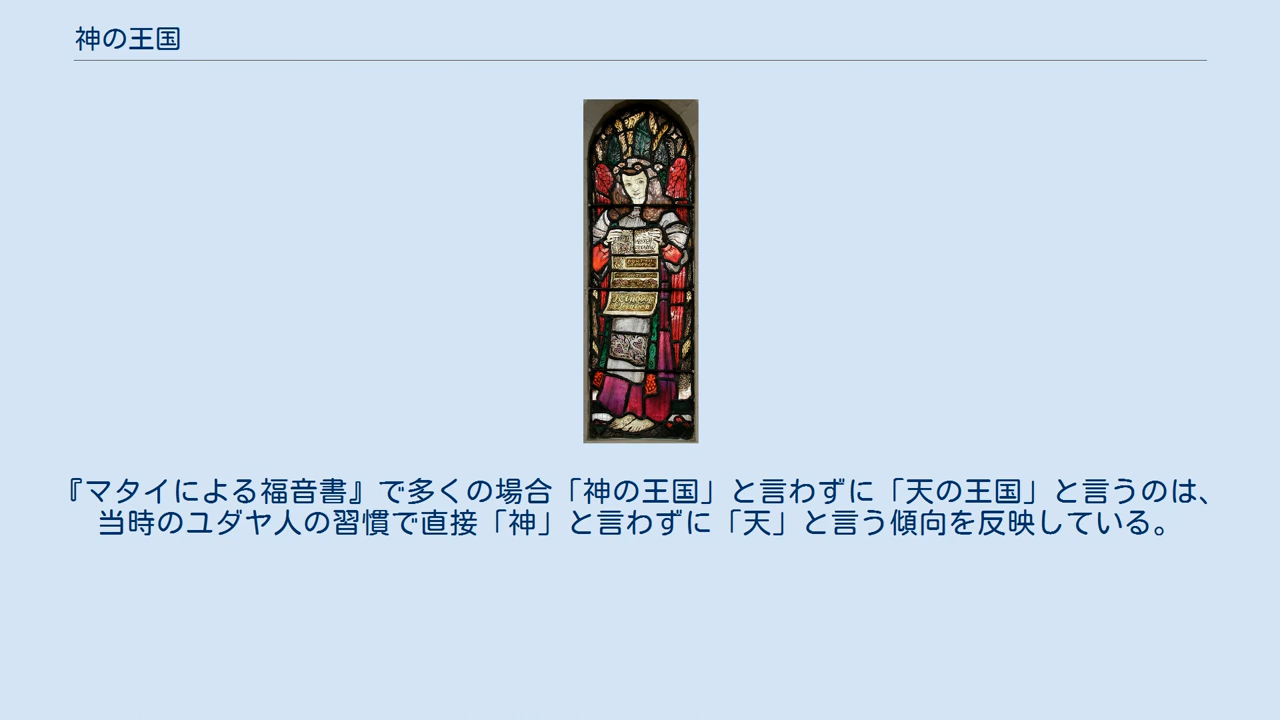 神の王国
『マタイによる福音書』で多くの場合「神の王国」と言わずに「天の王国」と言うのは、
当時のユダヤ人の習慣で直接「神」と言わずに「天」と言う傾向を反映している。